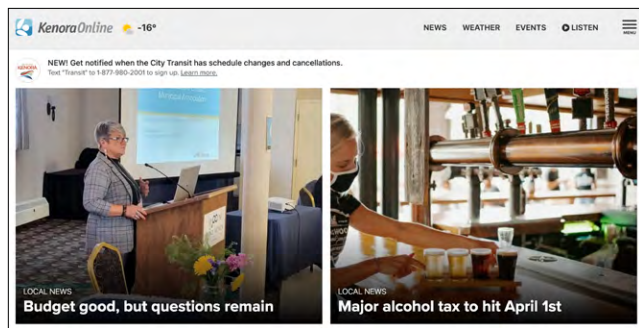 KenoraOnline
-16°
NEWS WEATHER EVENTS LISTEN
MENU
KENORA
NEW! Get notified when the City Transit has schedule changes and cancellations.
Text "Transit" to 1-877-980-2001 to sign up. Learn more.
LOCAL NEWS
Budget good, but questions remain
LOCAL NEWS
Major alcohol tax to hit April 1st